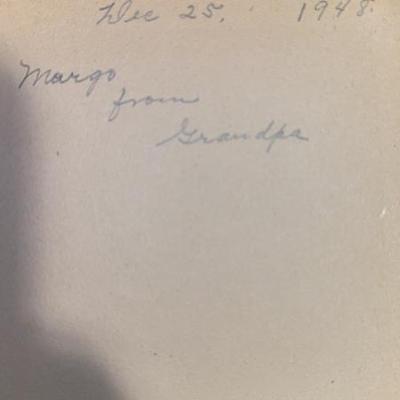 Dec 25. 1948.
Margo
from
Grandpa